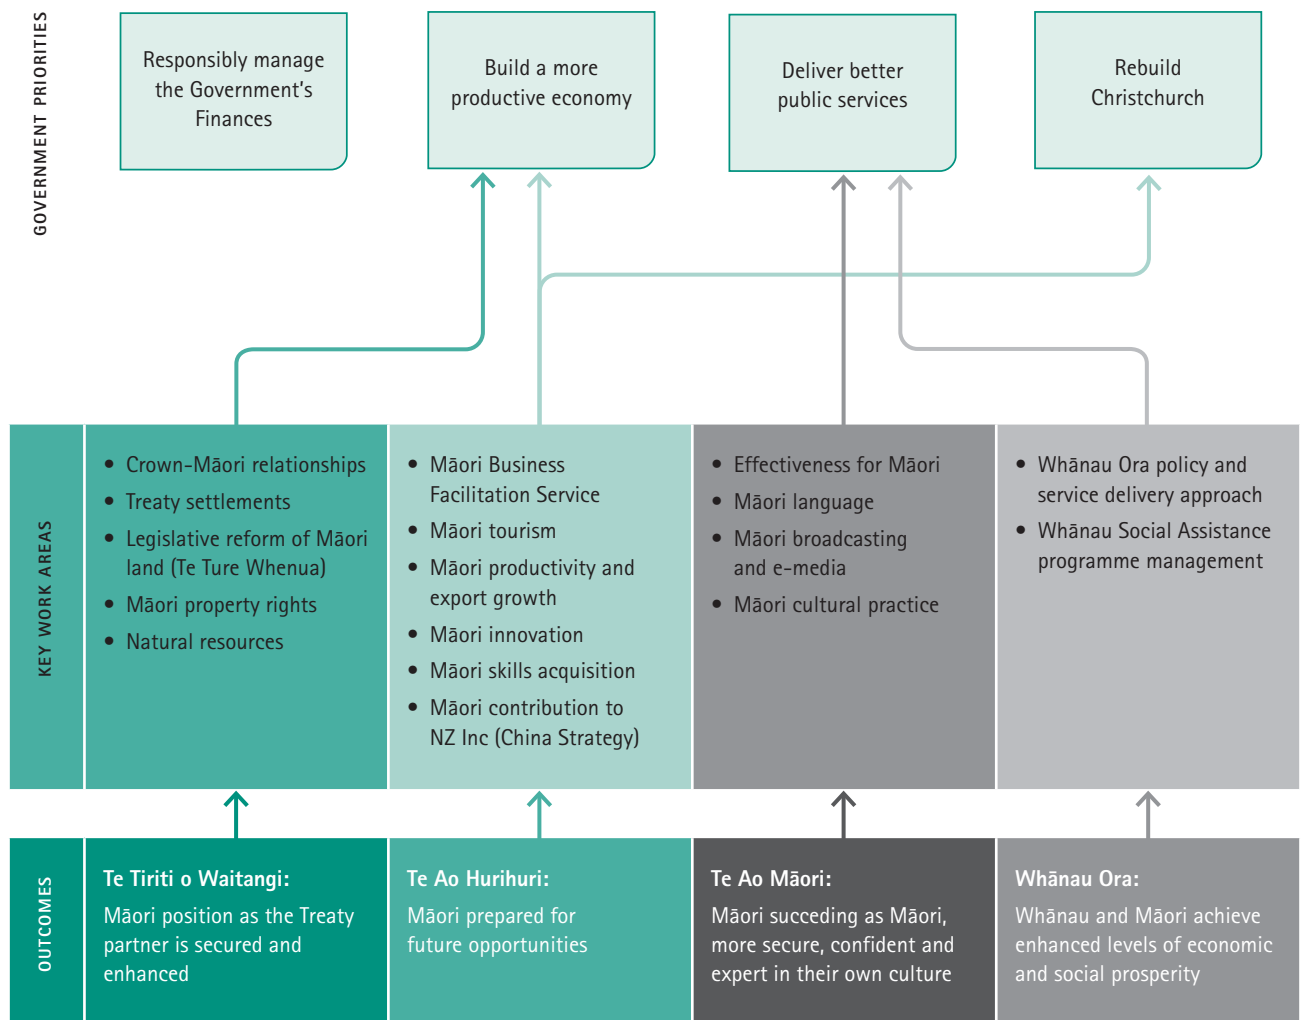 GOVERNMENT PRIORITIES
Responsibly manage
the Government's
Finances
Build a more
productive economy
Deliver better
public services
Rebuild
Christchurch
KEY WORK AREAS
• Crown-Māori relationships
• Treaty settlements
• Legislative reform of Māori
land (Te Ture Whenua)
• Māori property rights
• Natural resources
• Māori Business
Facilitation Service
• Māori tourism
• Māori productivity and
export growth
• Māori innovation
• Māori skills acquisition
• Māori contribution to
NZ Inc (China Strategy)
• Effectiveness for Māori
• Māori language
• Māori broadcasting
and e-media
• Māori cultural practice
• Whānau Ora policy and
service delivery approach
• Whānau Social Assistance
programme management
OUTCOMES
Te Tiriti o Waitangi:
Māori position as the Treaty
partner is secured and
enhanced
Te Ao Hurihuri:
Māori prepared for
future opportunities
Te Ao Māori:
Māori succeding as Māori,
more secure, confident and
expert in their own culture
Whānau Ora:
Whānau and Māori achieve
enhanced levels of economic
and social prosperity